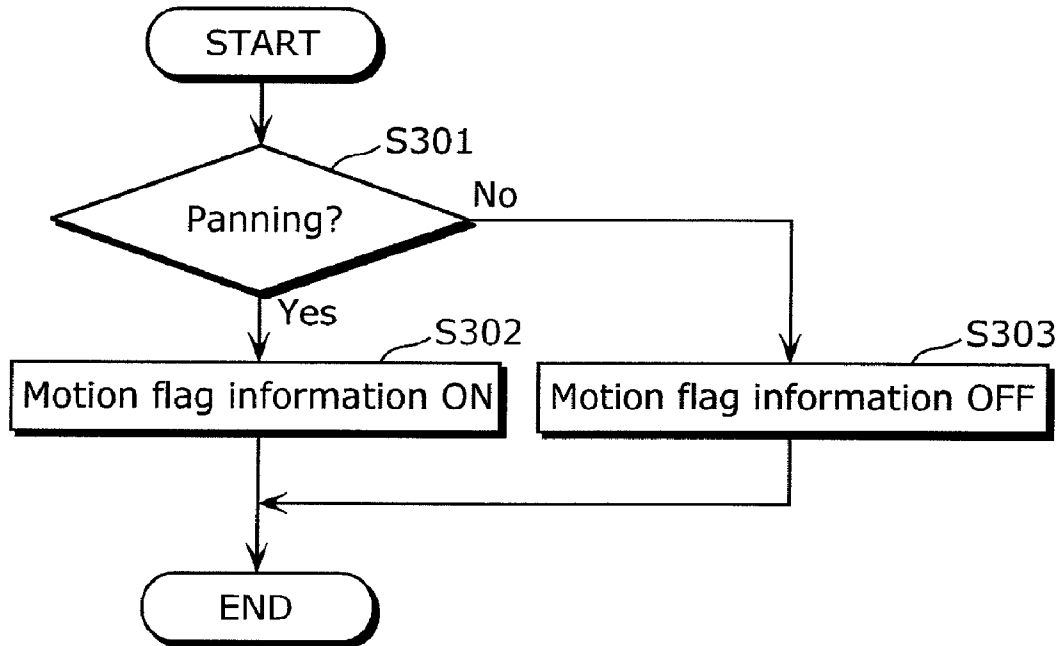 START
S301
Panning?
No
Yes
S302
Motion flag information ON
S303
Motion flag information OFF
END